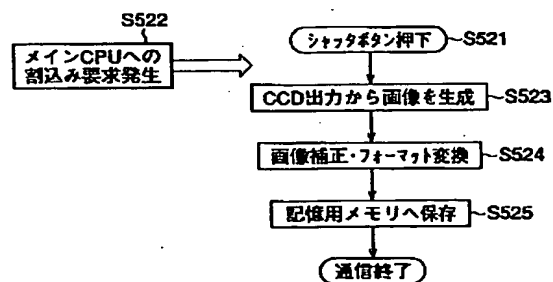 S522
メインCPUへの
割込み要求発生
シャッタボタン押下
S521
CCD出力から画像を生成
S523
画像補正・フォーマット変換
S524
記憶用メモリへ保存
S525
通信終了